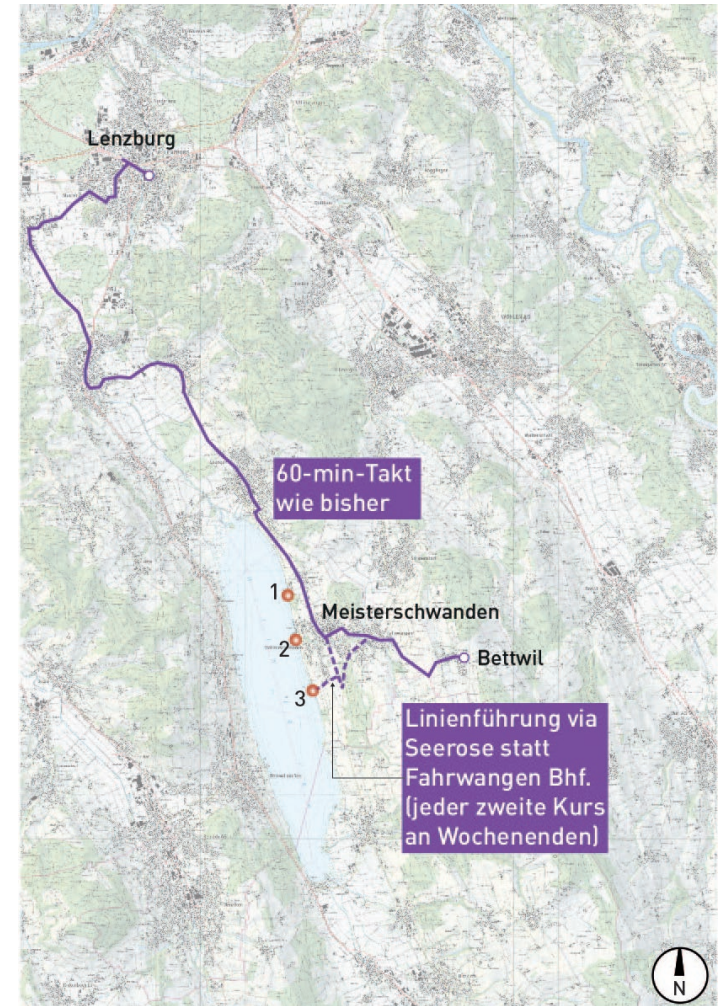 Lenzburg
60-min-Takt
wie bisher
1
Meisterschwanden
2
Bettwil
3
Linienführung via
Seerose statt
Fahrwangen Bhf.
(jeder zweite Kurs
an Wochenenden)
N